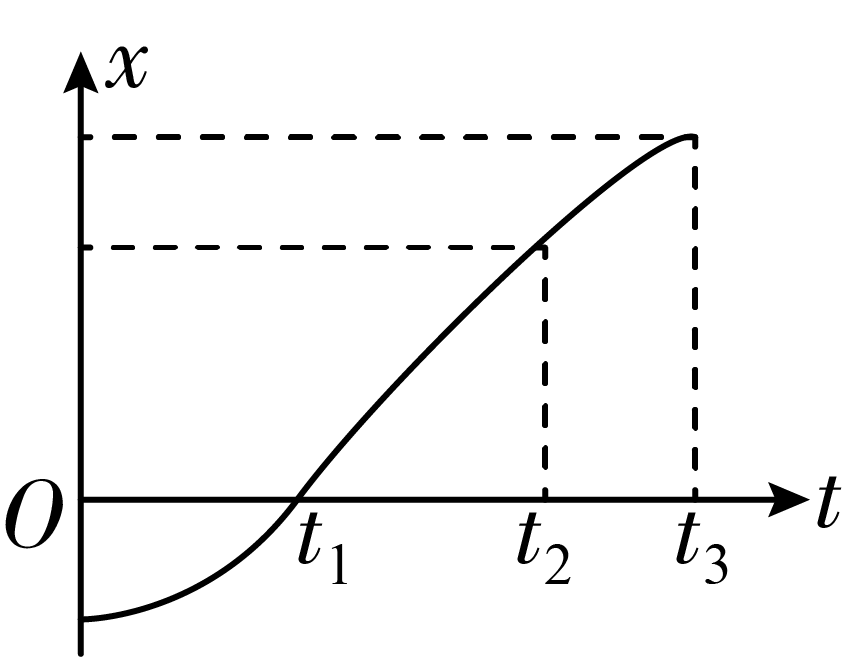 x
O
t₁ t₂ t₃ t